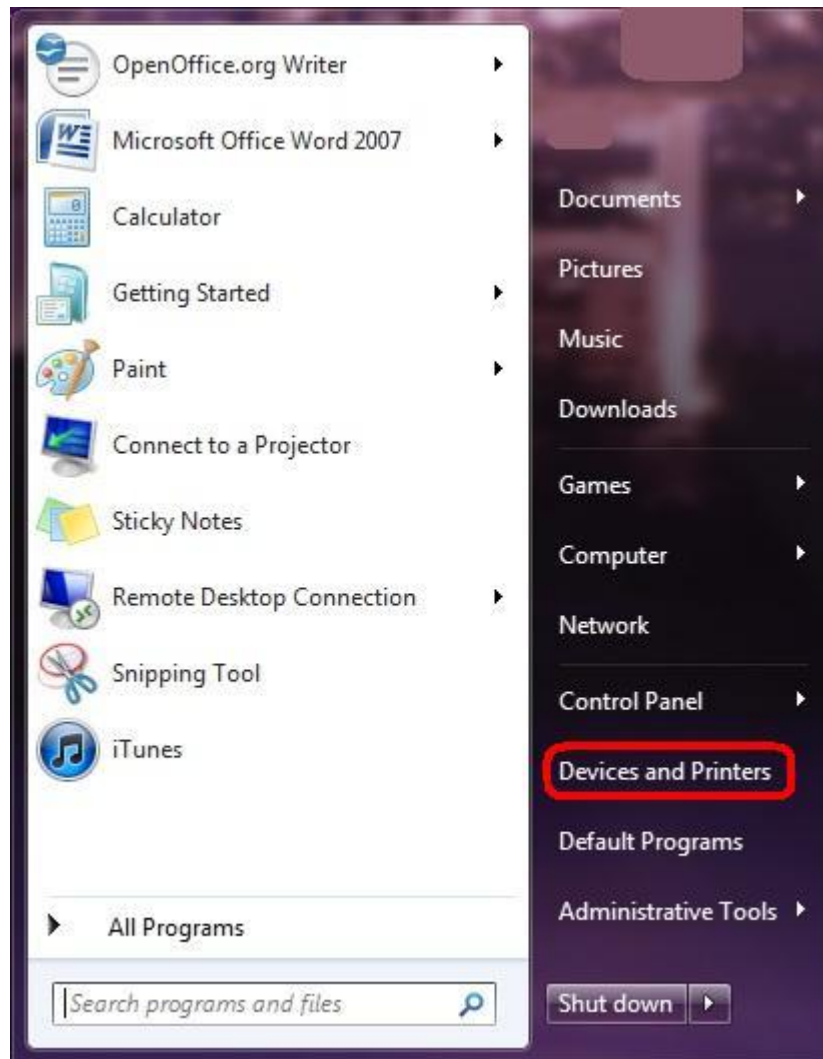 OpenOffice.org Writer
Microsoft Office Word 2007
Calculator
Getting Started
Paint
Connect to a Projector
Sticky Notes
Remote Desktop Connection
Snipping Tool
iTunes
All Programs
Search programs and files
Documents
Pictures
Music
Downloads
Games
Computer
Network
Control Panel
Devices and Printers
Default Programs
Administrative Tools
Shut down